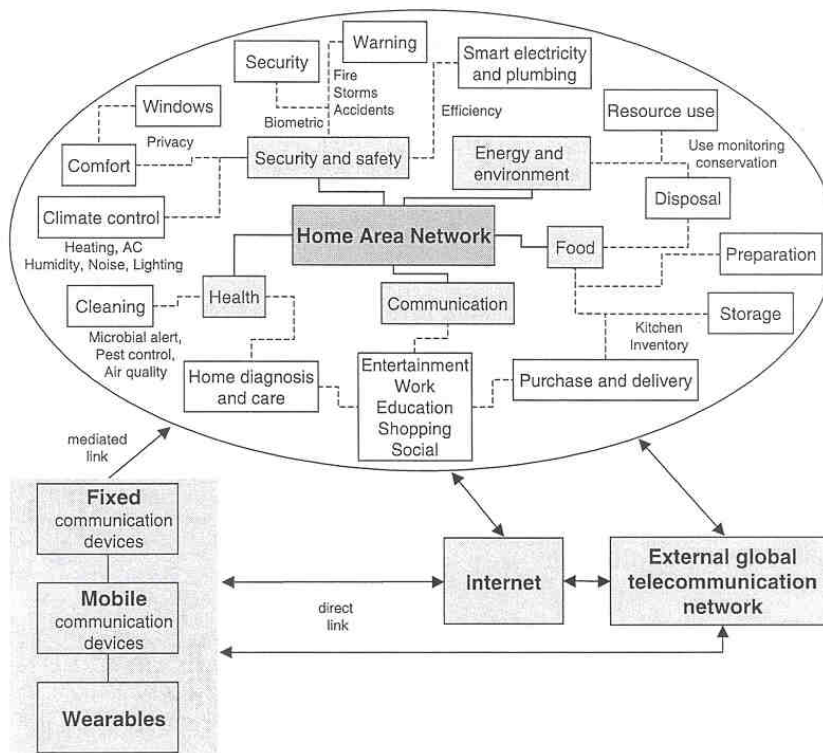 Warning
Security
Smart electricity
and plumbing
Fire
Storms
Accidents
Windows
Resource use
Biometric
Efficiency
Privacy
Security and safety
Energy and
environment
Use monitoring
conservation
Comfort
Disposal
Climate control
Home Area Network
Food
Preparation
Heating, AC
Humidity, Noise, Lighting
Health
Communication
Cleaning
Storage
Microbial alert,
Pest control,
Air quality
Kitchen
Inventory
Home diagnosis
and care
Entertainment
Work
Education
Shopping
Social
Purchase and delivery
mediated
link
Fixed
communication
devices
Internet
External global
telecommunication
network
Mobile
communication
devices
direct
link
Wearables